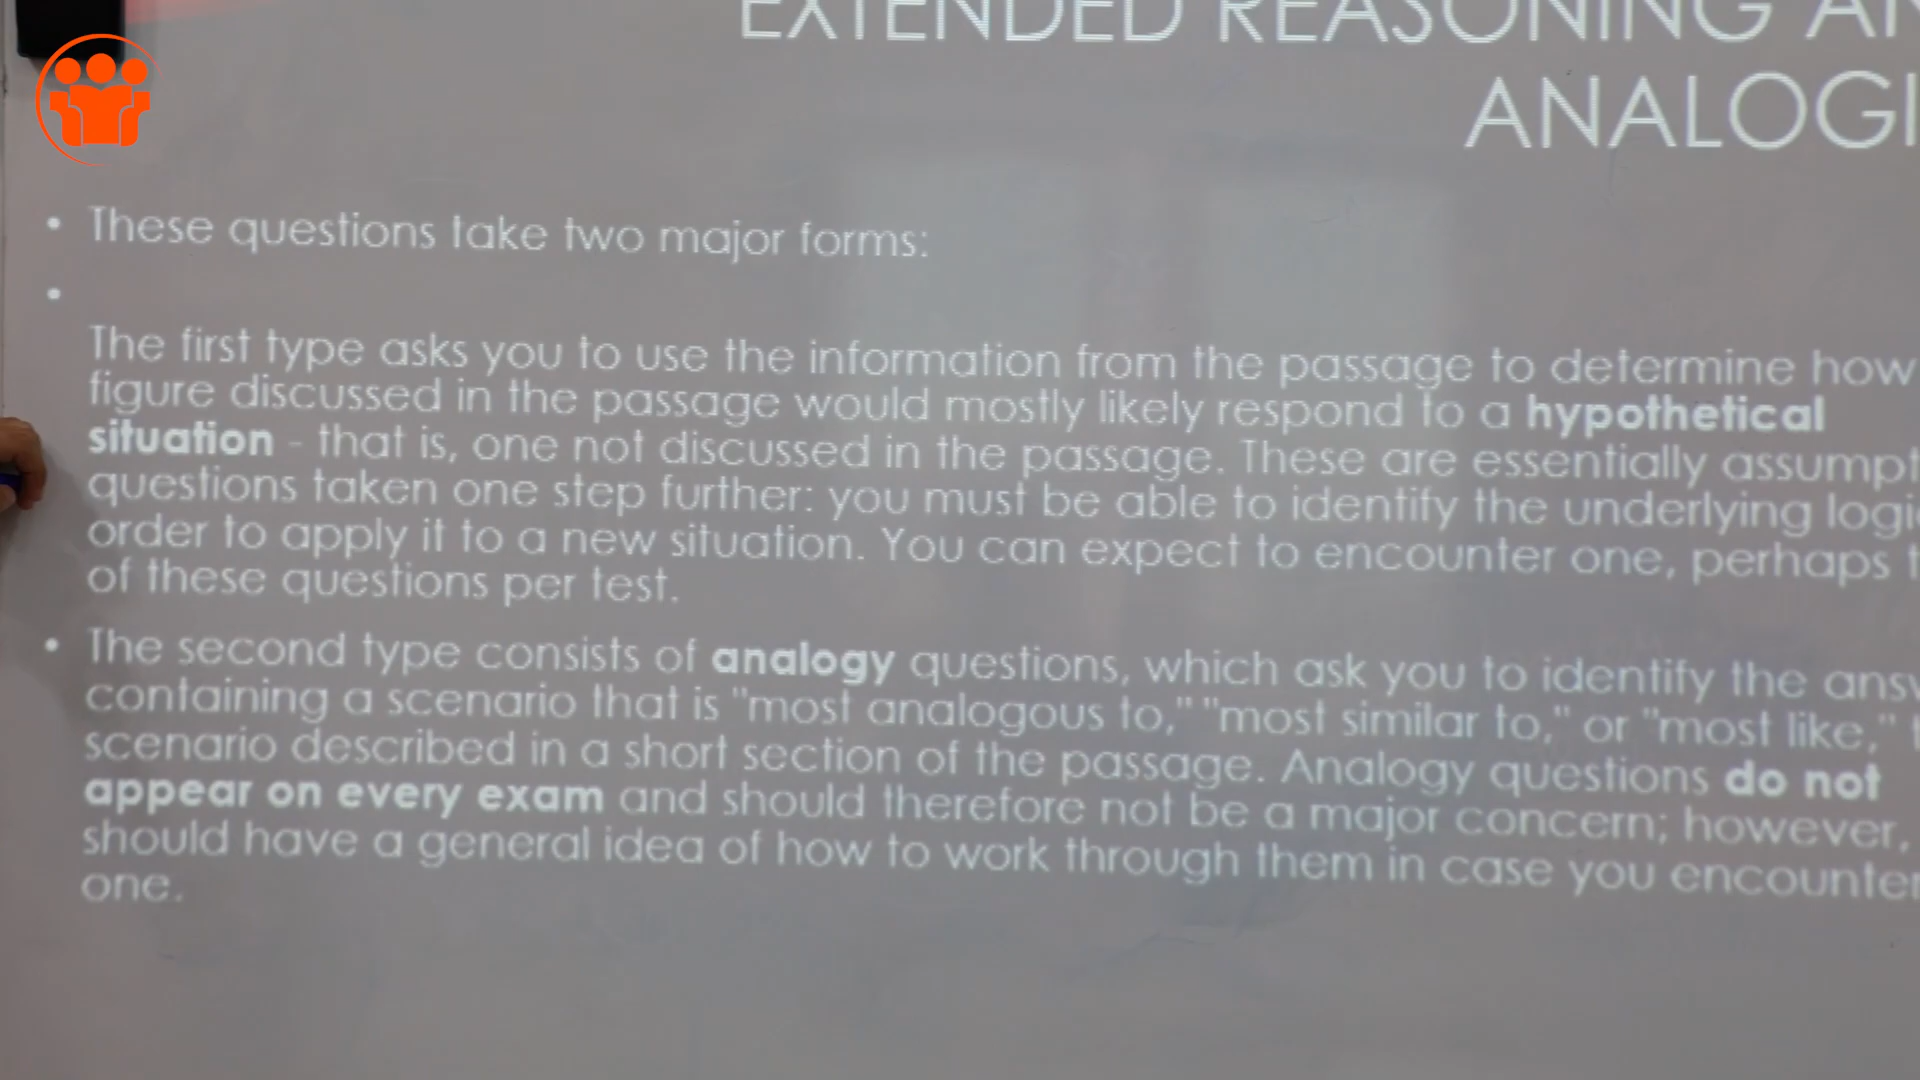 EXTENDED REASONING
ANALOGI
• These questions take two major forms:
•
The first type asks you to use the information from the passage to determine how
figure discussed in the passage would mostly likely respond to a hypothetical
situation - that is, one not discussed in the passage. These are essentially assumpt
questions taken one step further: you must be able to identify the underlying logi
order to apply it to a new situation. You can expect to encounter one, perhaps
of these questions per test.
• The second type consists of analogy questions, which ask you to identify the
containing a scenario that is "most analogous to," "most similar to," or "most like,"
scenario described in a short section of the passage. Analogy questions do not
appear on every exam and should therefore not be a major concern; however,
should have a general idea of how to work through them in case you encounter
one.